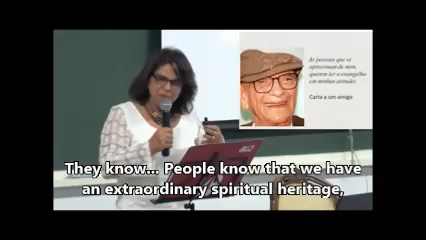 As pessoas que se
aproximam de mim,
querem ler o evangelho
em minhas atitudes
Carta a um amigo
They know... People know that we have
an extraordinary spiritual heritage,